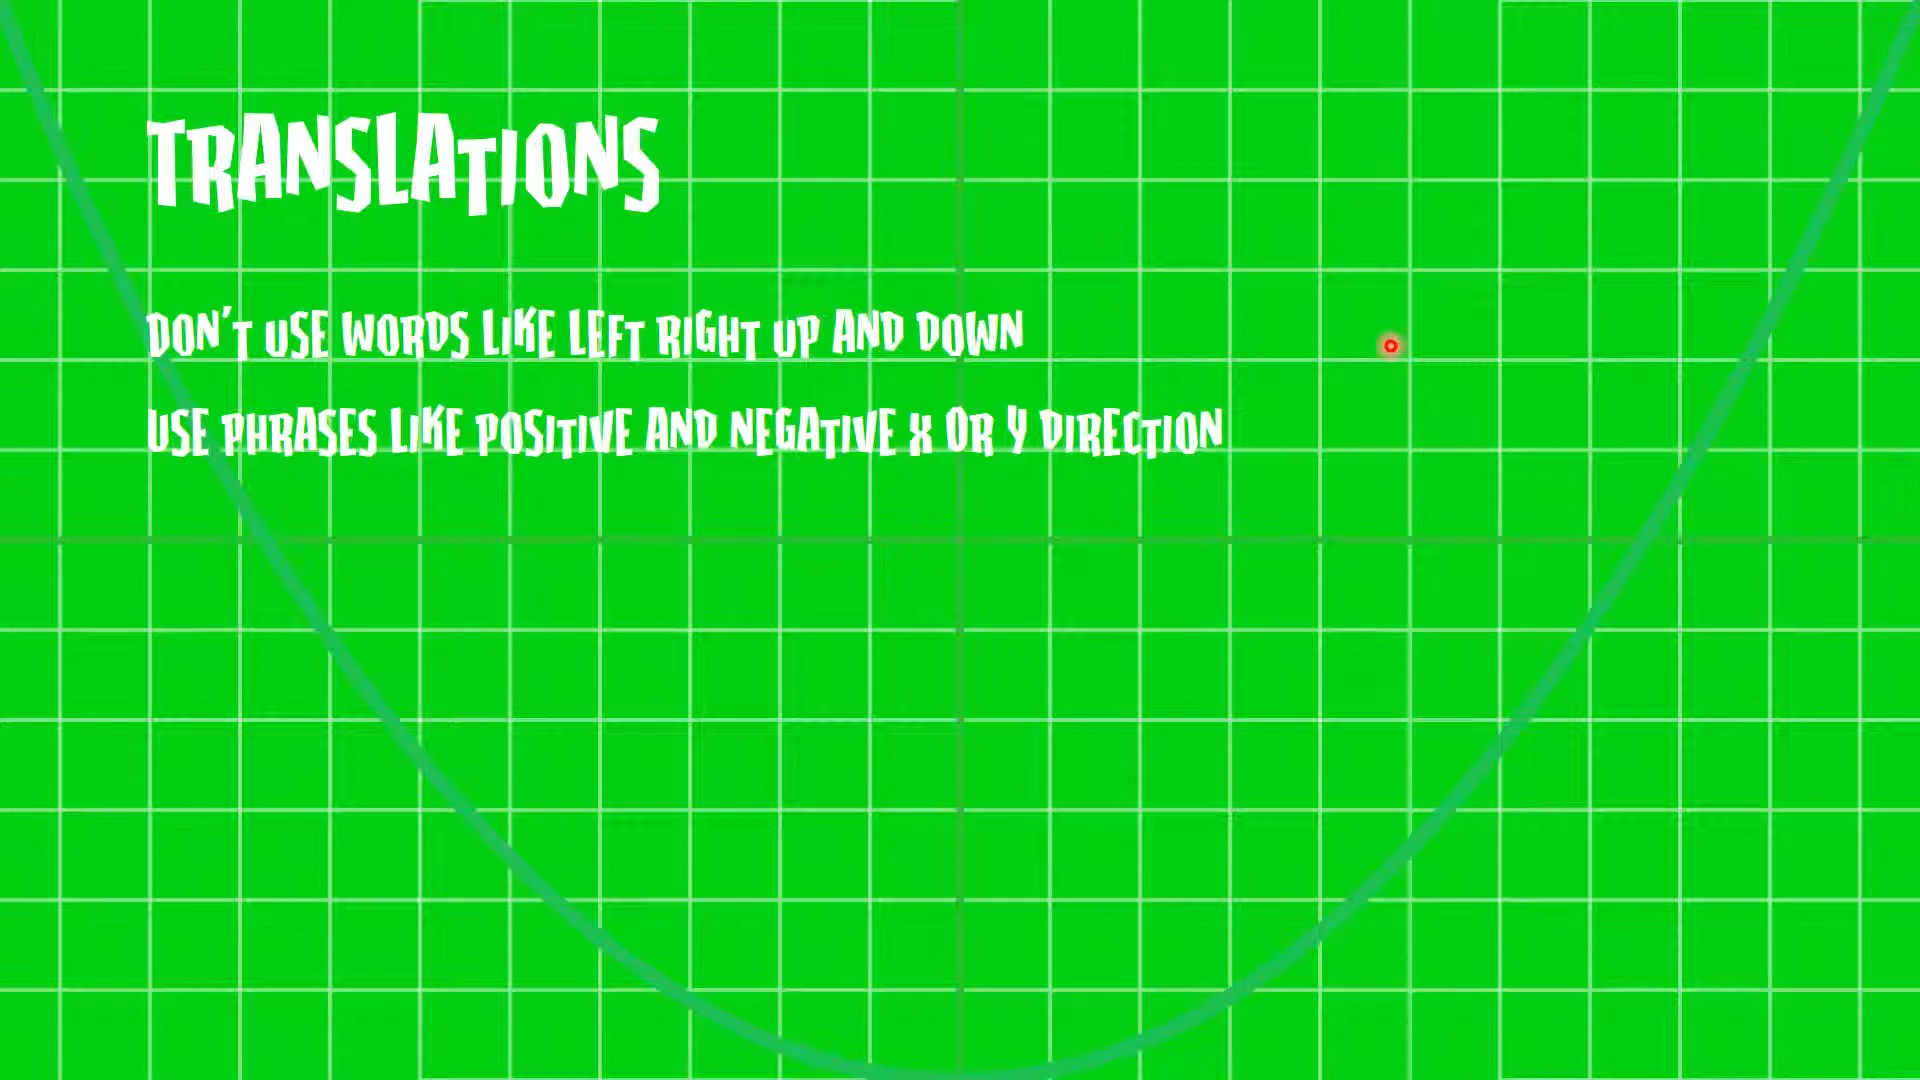 TRANSLATIONS
DON'T USE WORDS LIKE LEFT RIGHT UP AND DOWN
USE PHRASES LIKE POSITIVE AND NEGATIVE X OR Y DIRECTION